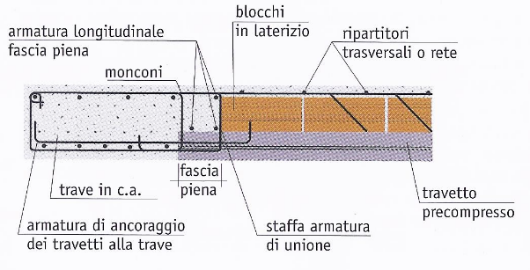 blocchi
in laterizio
armatura longitudinale
fascia piena
ripartitori
trasversali o rete
monconi
fascia
piena
trave in c.a.
travetto
precompresso
armatura di ancoraggio
dei travetti alla trave
staffa armatura
di unione